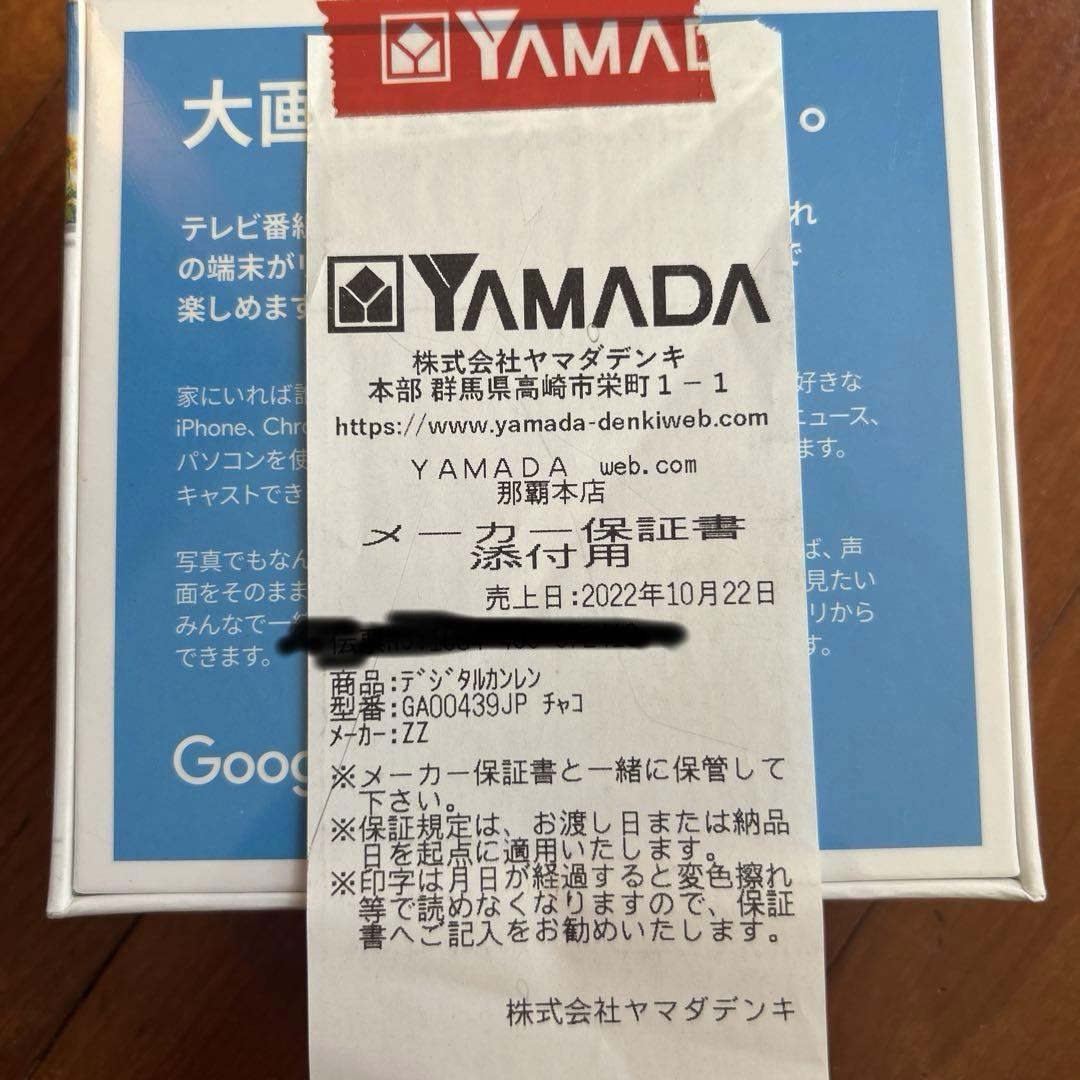 YAMAD
大画
。
テレビ番組
の端末が
楽しめます
れ
で
YAMADA
株式会社ヤマダデンキ
本部 群馬県高崎市栄町1－1
https://www.yamada-denkiweb.com
YAMADA web.com
那覇本店
メーカー保証書
添付用
売上日:2022年10月22日
商品:デジタルカンレン
型番:GA00439JP チャコ
メーカー:ZZ
※メーカー保証書と一緒に保管して
下さい。
※保証規定は、お渡し日または納品
日を起点に適用いたします。
※印字は月日が経過すると変色擦れ
等で読めなくなりますので、保証
書へご記入をお勧めいたします。
株式会社ヤマダデンキ
家にいれば
iPhone、Chro
パソコンを使
キャストでき
好きな
ニュース、
ます。
写真でもなん
面をそのまま
みんなで一緒
できます。
ば、声
見たい
リから
す。
Goog